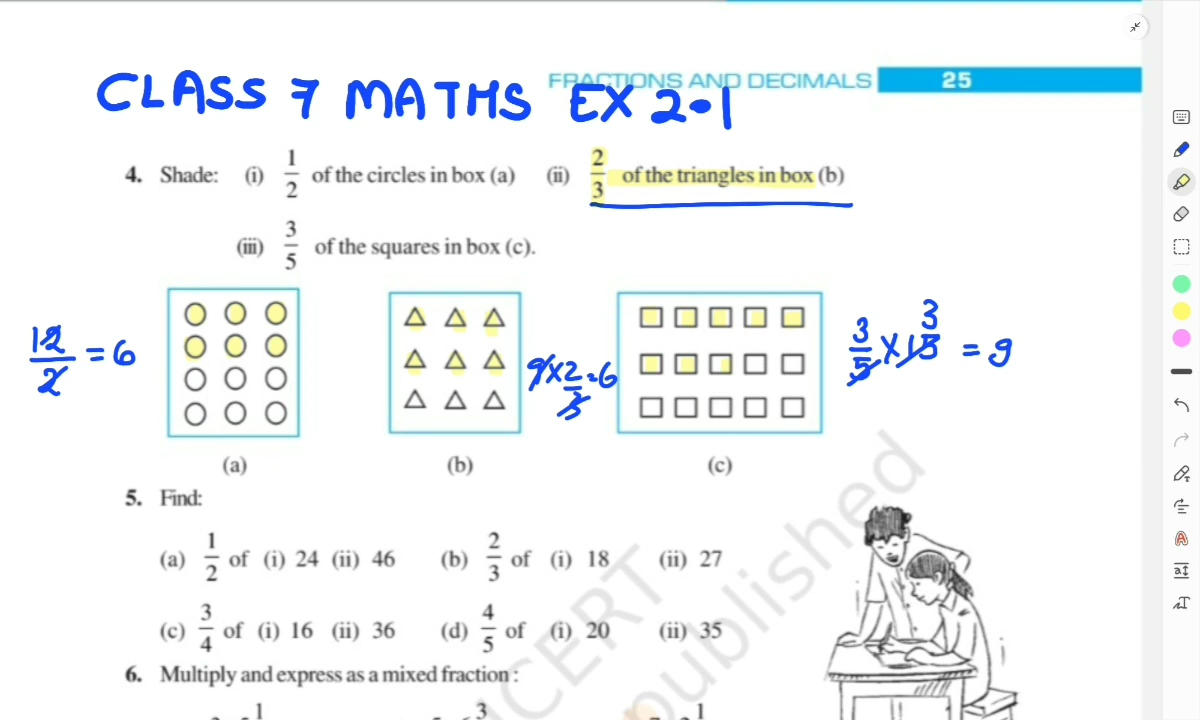 FRACTIONS AND DECIMALS 25
CLASS 7 MATHS EX 2.1
4. Shade: (i) 1/2 of the circles in box (a) (ii) 2/3 of the triangles in box (b)
(iii) 3/5 of the squares in box (c).
12/2 = 6
9 x 2/3 = 6
3/5 x 15 3 = 9
(a) (b) (c)
5. Find:
(a) 1/2 of (i) 24 (ii) 46 (b) 2/3 of (i) 18 (ii) 27
(c) 3/4 of (i) 16 (ii) 36 (d) 4/5 of (i) 20 (ii) 35
6. Multiply and express as a mixed fraction :
NCERT
published